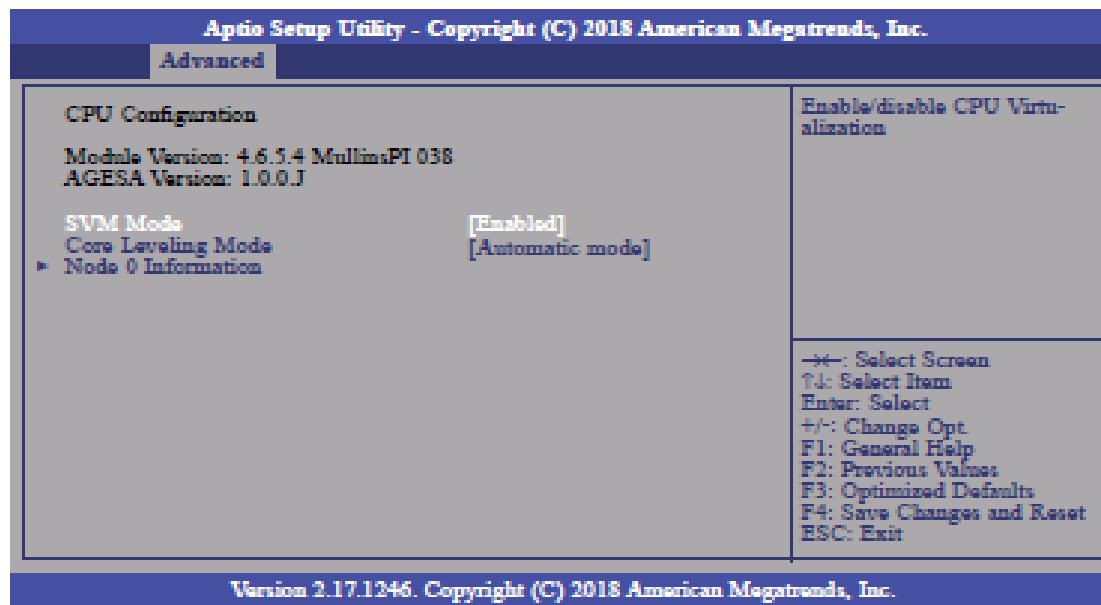 Aptio Setup Utility - Copyright (C) 2018 American Megatrends, Inc.
Advanced
CPU Configuration
Module Version: 4.6.5.4 MullinsPI 038
AGESA Version: 1.0.0.J
SVM Mode [Enabled]
Core Leveling Mode [Automatic mode]
► Node 0 Information
Enable/disable CPU Virtu-
alization
→←: Select Screen
↑↓: Select Item
Enter: Select
+/-: Change Opt.
F1: General Help
F2: Previous Values
F3: Optimized Defaults
F4: Save Changes and Reset
ESC: Exit
Version 2.17.1246. Copyright (C) 2018 American Megatrends, Inc.